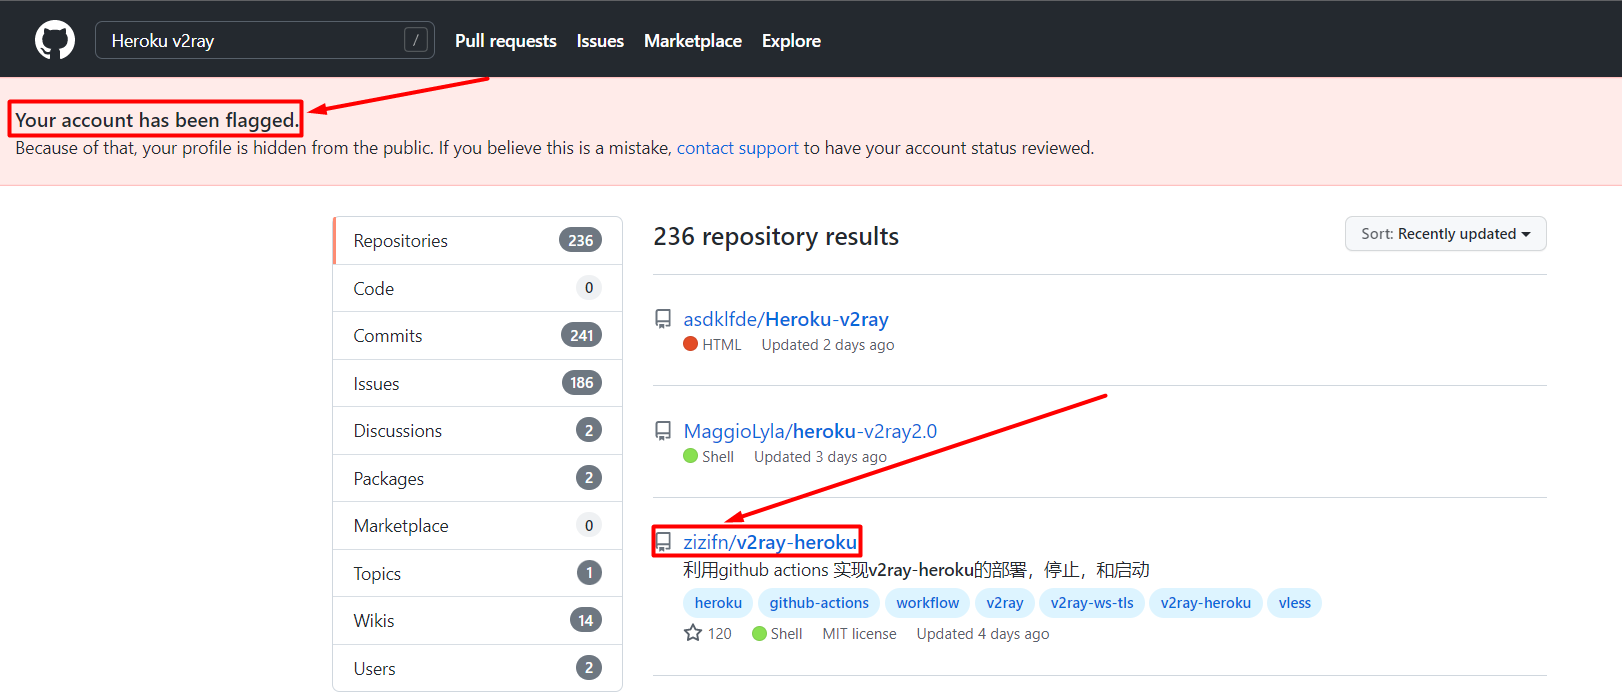 Heroku v2ray / Pull requests Issues Marketplace Explore
Your account has been flagged.
Because of that, your profile is hidden from the public. If you believe this is a mistake, contact support to have your account status reviewed.
Repositories 236
Code 0
Commits 241
Issues 186
Discussions 2
Packages 2
Marketplace 0
Topics 1
Wikis 14
Users 2
236 repository results
Sort: Recently updated
asdklfde/Heroku-v2ray
HTML Updated 2 days ago
MaggioLyla/heroku-v2ray2.0
Shell Updated 3 days ago
zizifn/v2ray-heroku
利用github actions 实现v2ray-heroku的部署，停止，和启动
heroku github-actions workflow v2ray v2ray-ws-tls v2ray-heroku vless
120 Shell MIT license Updated 4 days ago